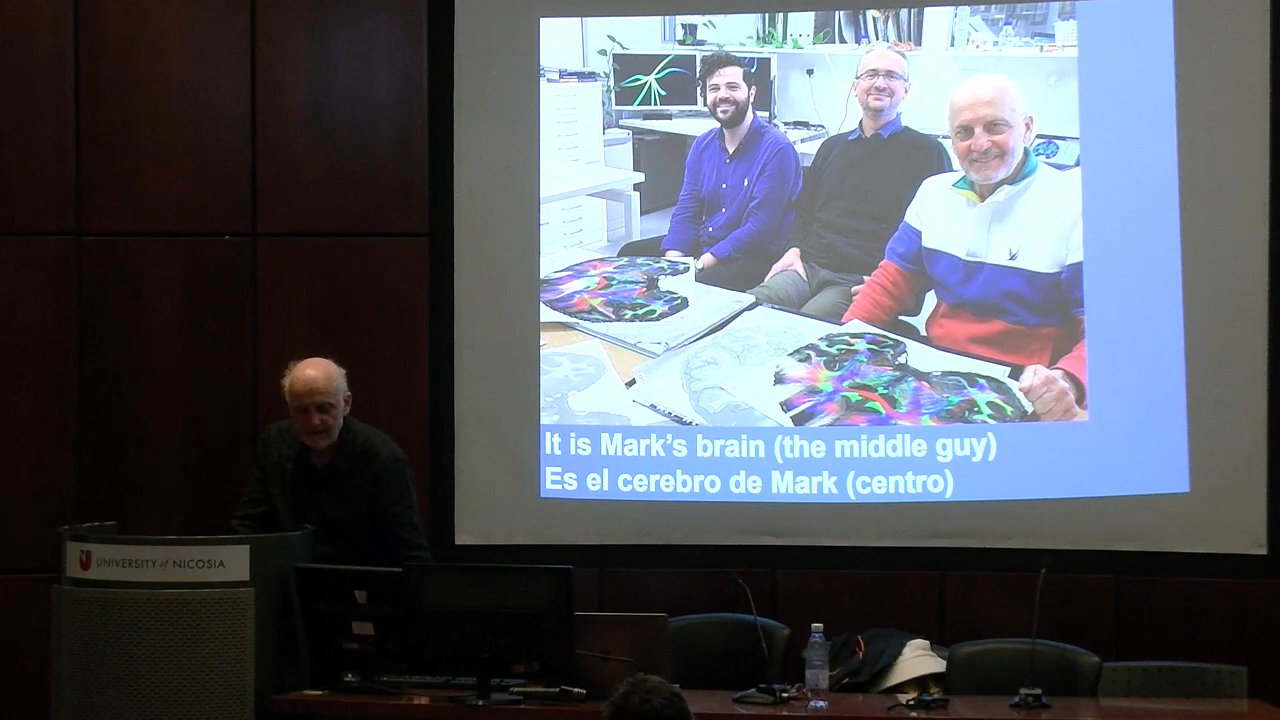 It is Mark's brain (the middle guy)
Es el cerebro de Mark (centro)
UNIVERSITY of NICOSIA